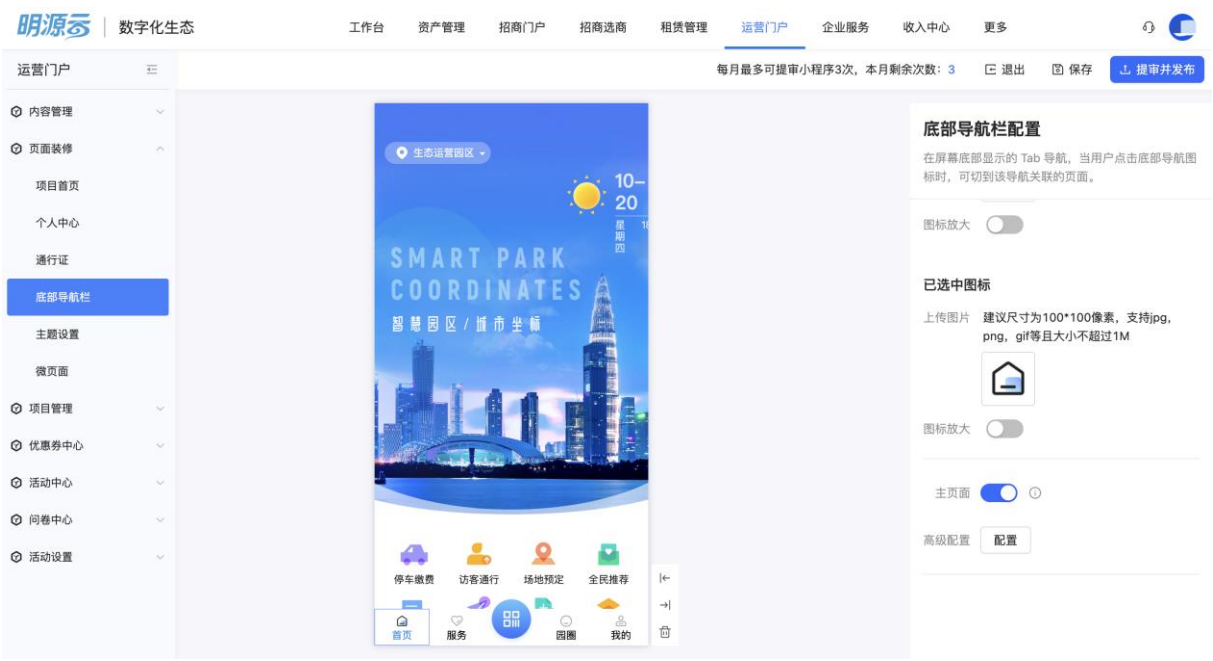 明源云 数字化生态
工作台 资产管理 招商门户 招商选商 租赁管理 运营门户 企业服务 收入中心 更多
运营门户
每月最多可提审小程序3次，本月剩余次数：3 退出 保存 提审并发布
内容管理
页面装修
项目首页
个人中心
通行证
底部导航栏
主题设置
微页面
项目管理
优惠券中心
活动中心
问卷中心
活动设置
生态运营园区
10-
20
星期四
18
SMART PARK
COORDINATES
智慧园区/城市坐标
停车缴费 访客通行 场地预定 全民推荐
首页 服务 园圈 我的
底部导航栏配置
在屏幕底部显示的 Tab 导航，当用户点击底部导航图
标时，可切到该导航关联的页面。
图标放大
已选中图标
上传图片 建议尺寸为100*100像素，支持jpg,
png，gif等且大小不超过1M
图标放大
主页面
高级配置 配置